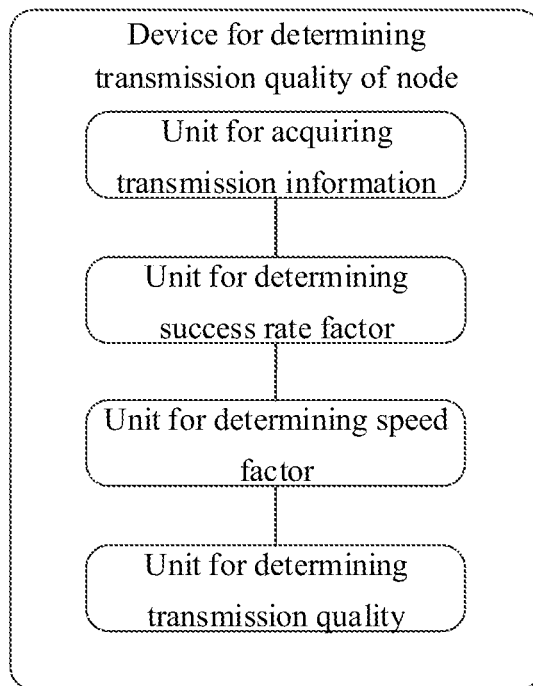 Device for determining
transmission quality of node
Unit for acquiring
transmission information
Unit for determining
success rate factor
Unit for determining speed
factor
Unit for determining
transmission quality